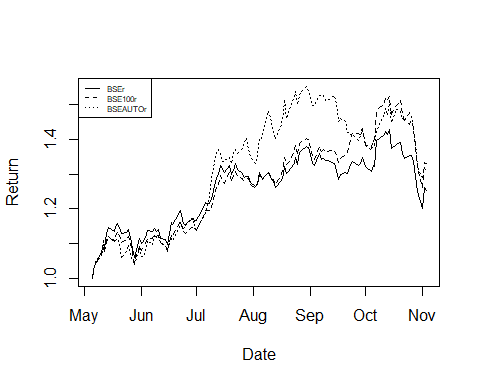 BSEr
BSE100r
BSEAUTOr
Return
1.0
1.2
1.4
May Jun Jul Aug Sep Oct Nov
Date